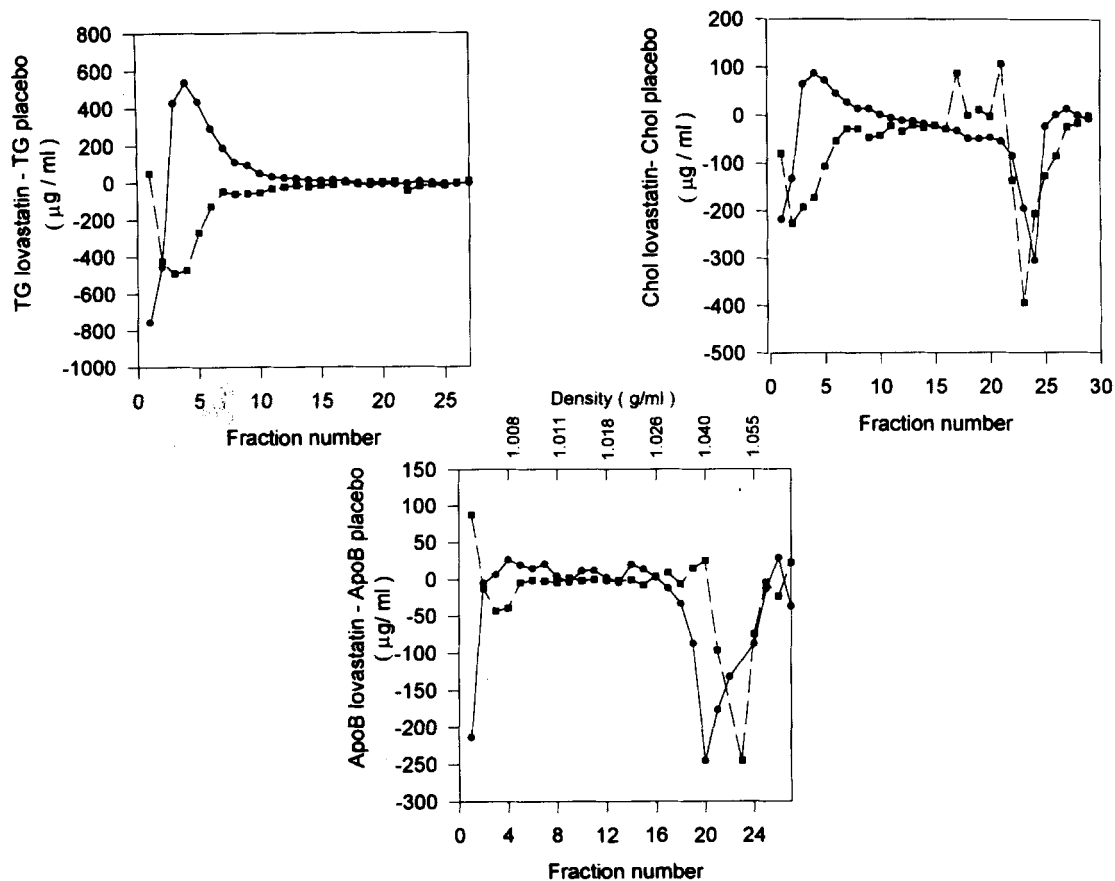 TG lovastatin - TG placebo
( µg / ml )
800
600
400
200
0
-200
-400
-600
-800
-1000
0 5 10 15 20 25
Fraction number
Chol lovastatin- Chol placebo
( µg / ml )
200
100
0
-100
-200
-300
-400
-500
0 5 10 15 20 25 30
Fraction number
Density ( g/ml )
1.008 1.011 1.018 1.026 1.040 1.055
ApoB lovastatin - ApoB placebo
( µg/ ml )
150
100
50
0
-50
-100
-150
-200
-250
-300
0 4 8 12 16 20 24
Fraction number